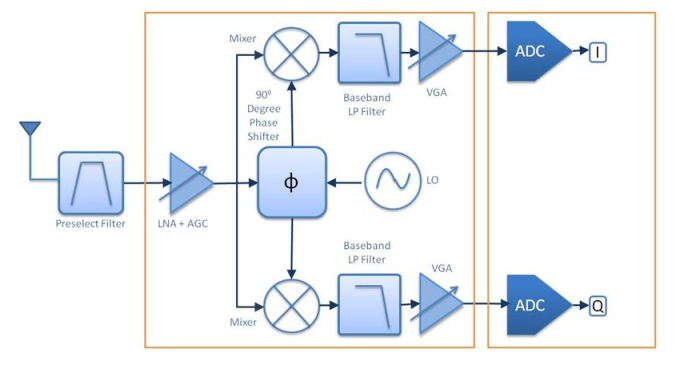 Mixer
90º
Degree
Phase
Shifter
Baseband
LP Filter
VGA
ADC
I
Preselect Filter
LNA + AGC
ϕ
LO
Baseband
LP Filter
VGA
Mixer
ADC
Q